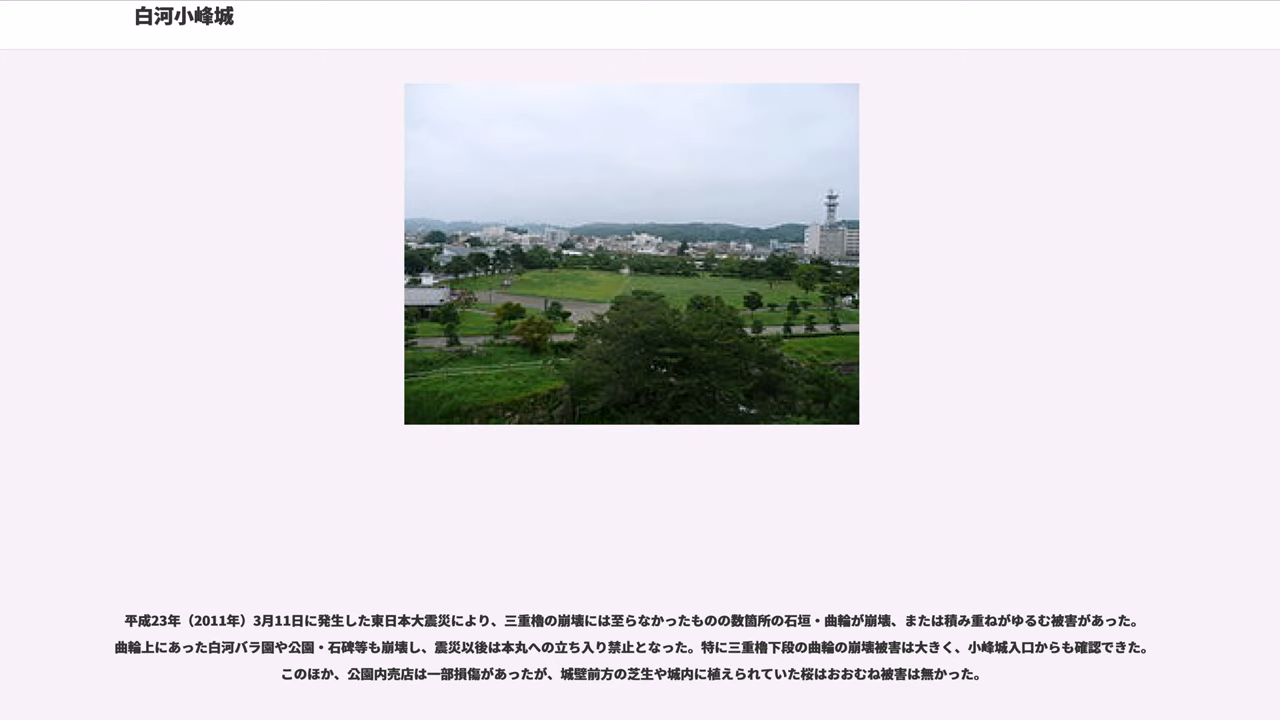 白河小峰城
平成23年（2011年）3月11日に発生した東日本大震災により、三重櫓の崩壊には至らなかったものの数箇所の石垣・曲輪が崩壊、または積み重ねがゆるむ被害があった。
曲輪上にあった白河バラ園や公園・石碑等も崩壊し、震災以後は本丸への立ち入り禁止となった。特に三重櫓下段の曲輪の崩壊被害は大きく、小峰城入口からも確認できた。
このほか、公園内売店は一部損傷があったが、城壁前方の芝生や城内に植えられていた桜はおおむね被害は無かった。